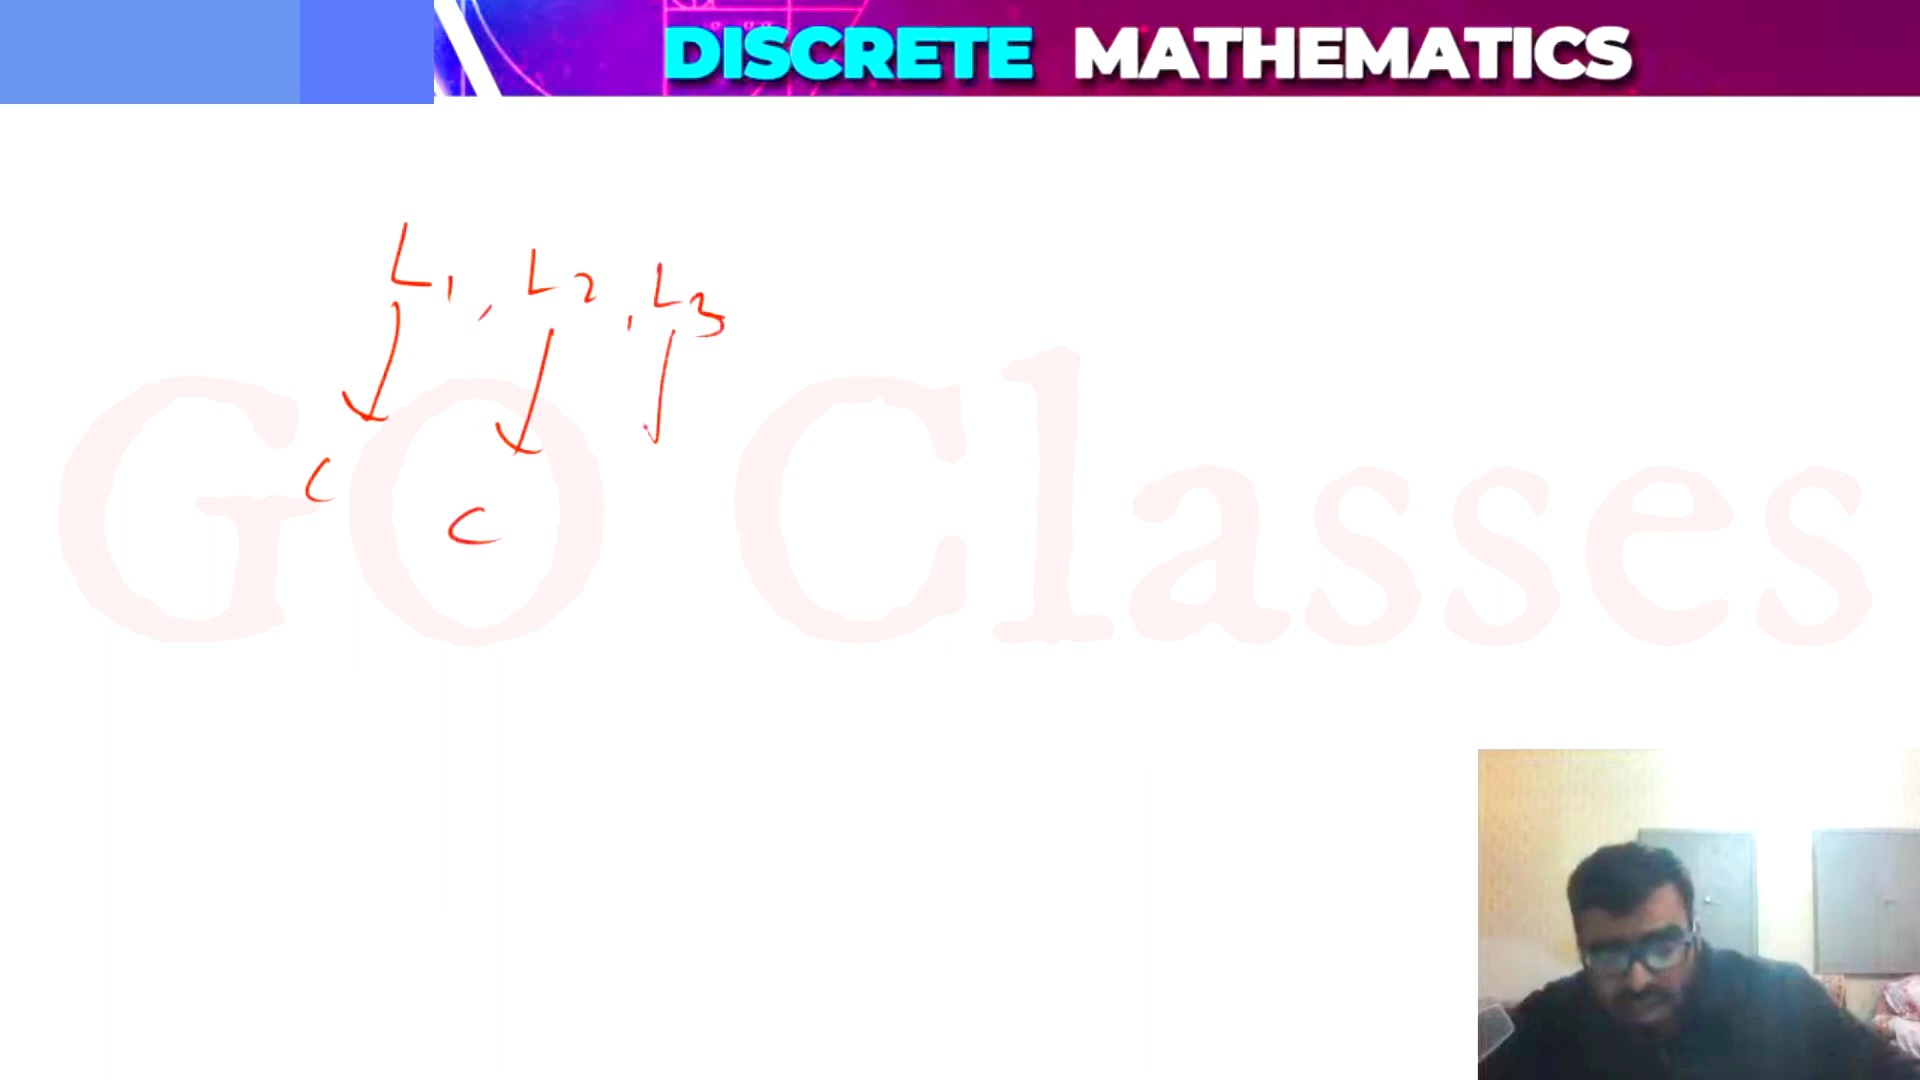 DISCRETE MATHEMATICS
L1, L2, L3
C
C
GO Classes